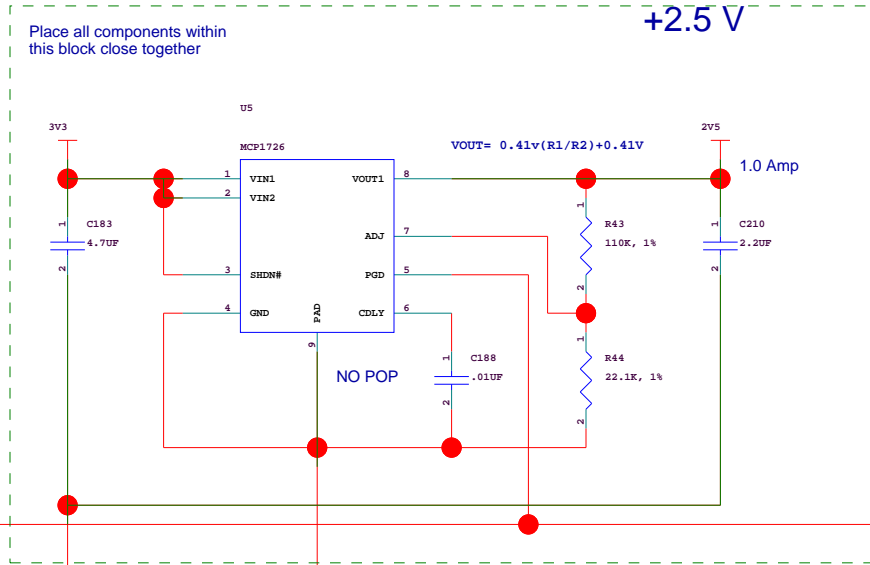 +2.5 V
Place all components within
this block close together
U5
3V3
2V5
MCP1726
VOUT= 0.41v(R1/R2)+0.41V
1.0 Amp
1
VIN1
VOUT1
8
2
VIN2
1
C183
4.7UF
2
ADJ
7
1
R43
110K, 1%
2
1
C210
2.2UF
2
3
SHDN#
PGD
5
4
GND
PAD
CDLY
6
9
NO POP
1
C188
.01UF
2
1
R44
22.1K, 1%
2